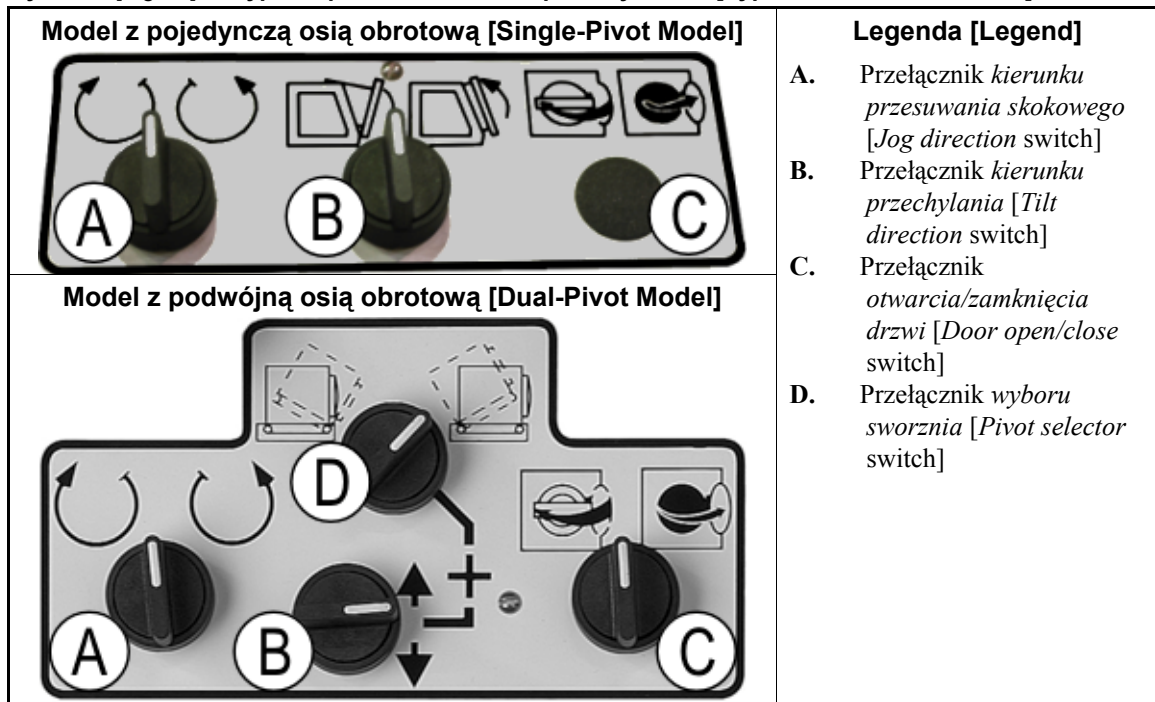 Model z pojedynczą osią obrotową [Single-Pivot Model]
A
B
C
Model z podwójną osią obrotową [Dual-Pivot Model]
D
A
B
C
Legenda [Legend]
A. Przełącznik kierunku
przesuwania skokowego
[Jog direction switch]
B. Przełącznik kierunku
przechylania [Tilt
direction switch]
C. Przełącznik
otwarcia/zamknięcia
drzwi [Door open/close
switch]
D. Przełącznik wyboru
sworznia [Pivot selector
switch]